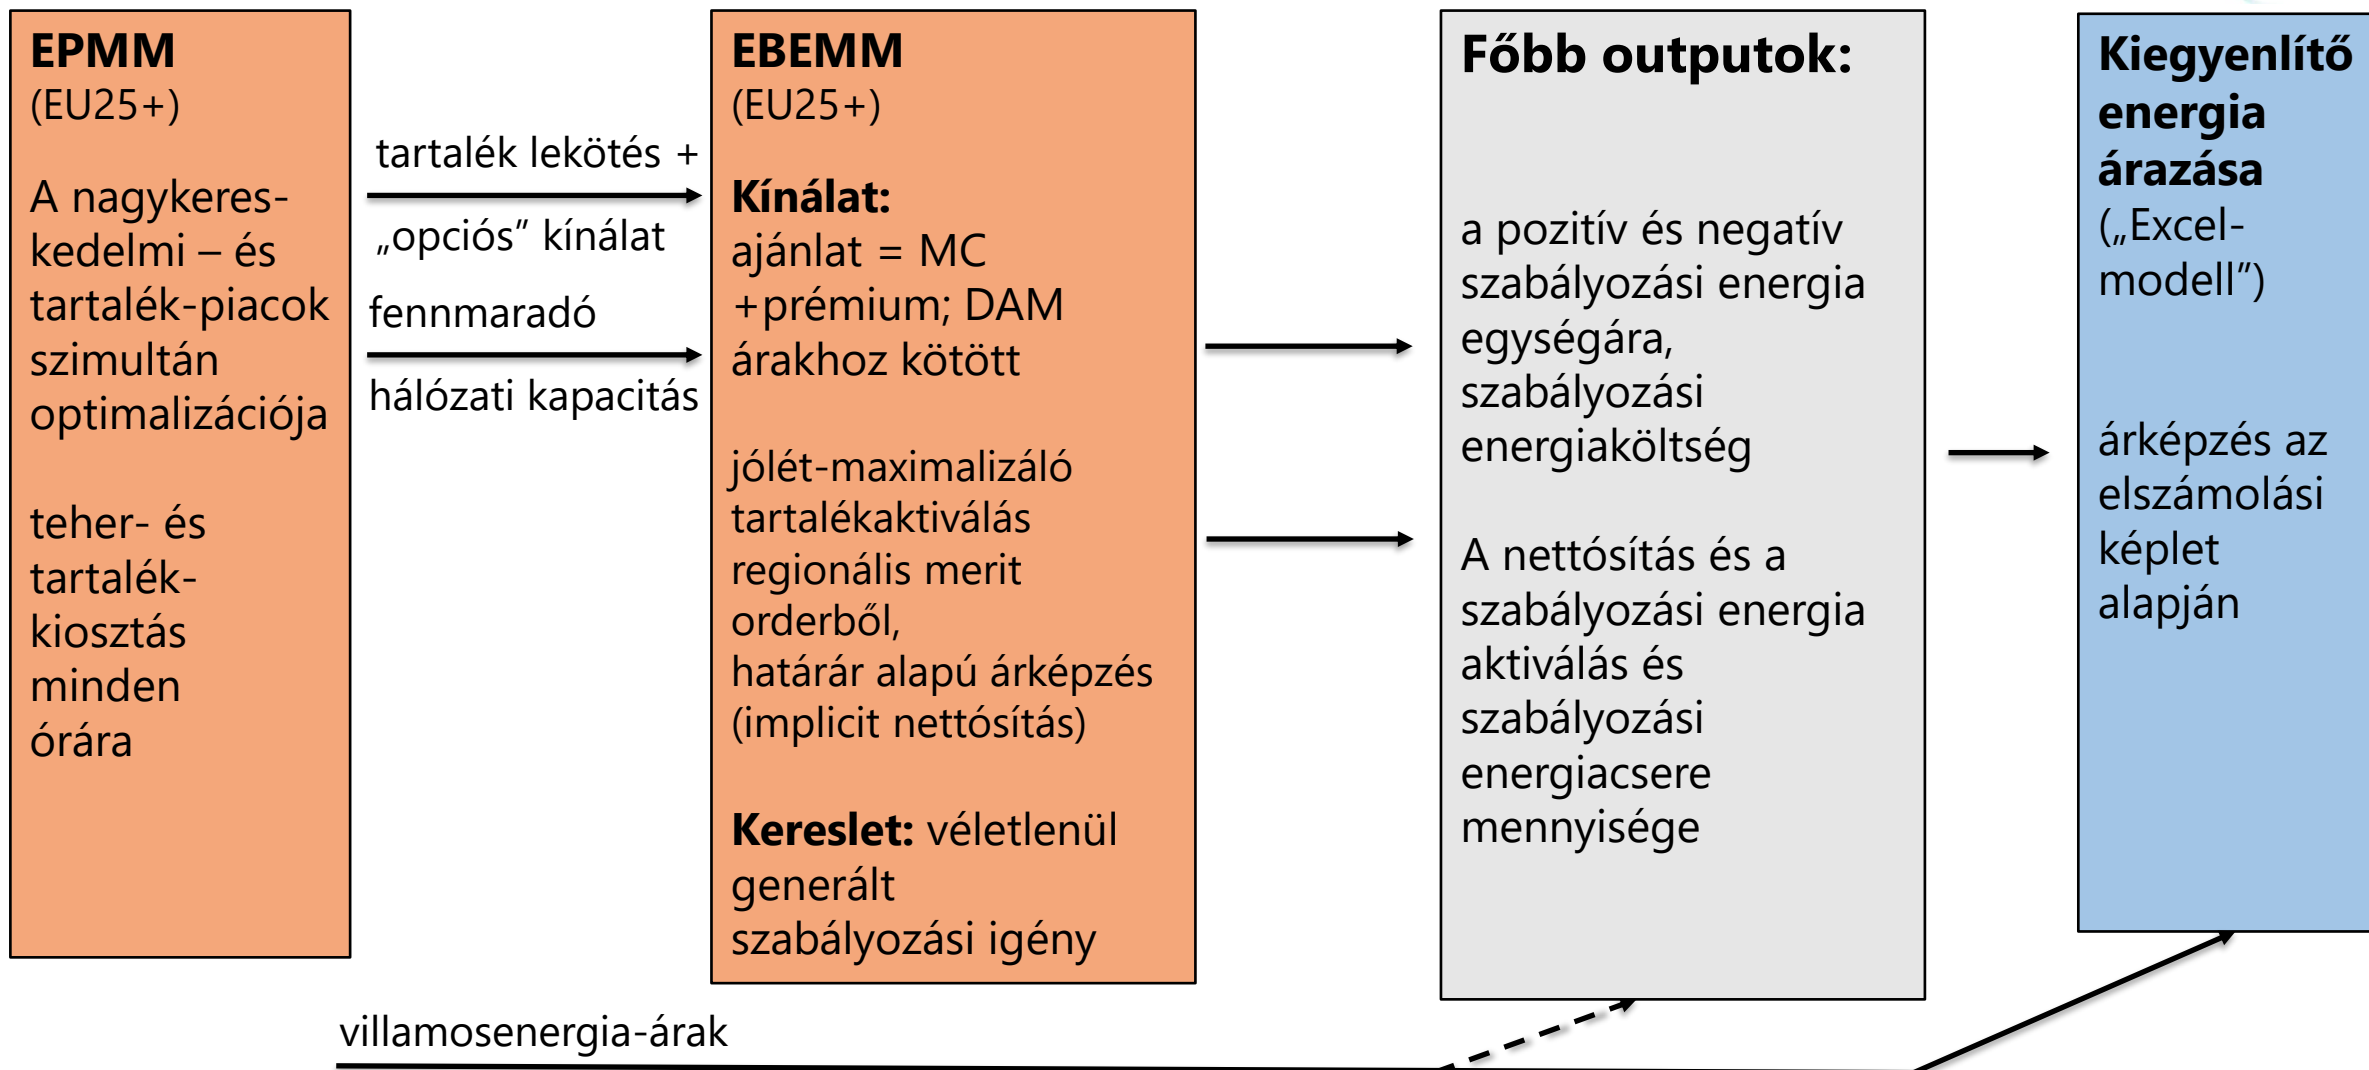 EPMM
(EU25+)
A nagykeres-
kedelmi – és
tartalék-piacok
szimultán
optimalizációja
teher- és
tartalék-
kiosztás
minden
órára
tartalék lekötés +
„opciós” kínálat
fennmaradó
hálózati kapacitás
EBEMM
(EU25+)
Kínálat:
ajánlat = MC
+prémium; DAM
árakhoz kötött
jólét-maximalizáló
tartalékaktiválás
regionális merit
orderből,
határár alapú árképzés
(implicit nettósítás)
Kereslet: véletlenül
generált
szabályozási igény
Főbb outputok:
a pozitív és negatív
szabályozási energia
egységára,
szabályozási
energiaköltség
A nettósítás és a
szabályozási energia
aktiválás és
szabályozási
energiacsere
mennyisége
Kiegyenlítő
energia
árazása
(„Excel-
modell”)
árképzés az
elszámolási
képlet
alapján
villamosenergia-árak